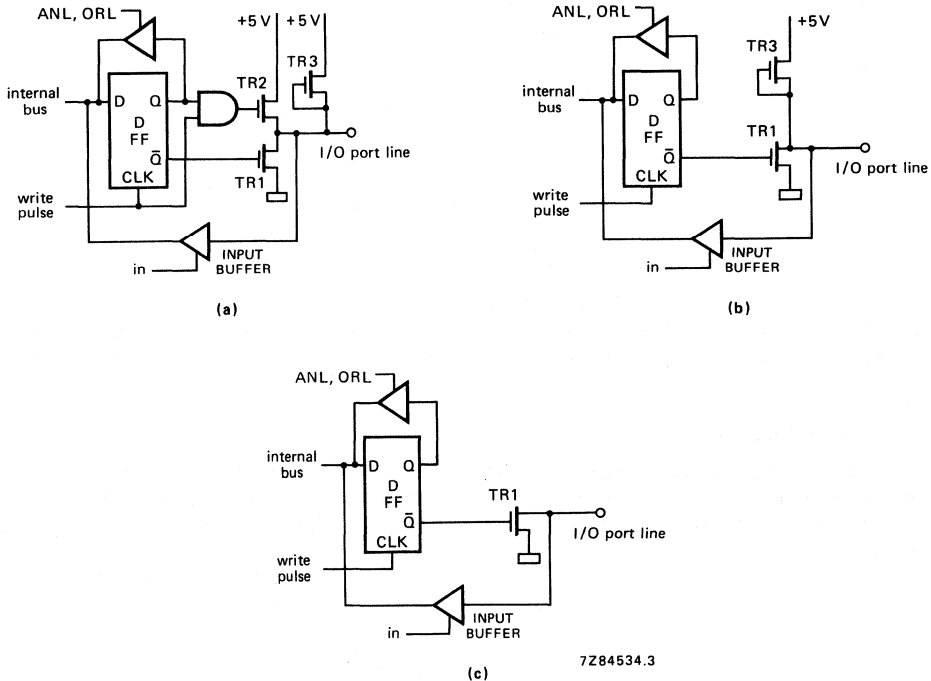 ANL, ORL
+5 V +5 V
TR2
TR3
internal
bus
D Q
D
FF
Q̅
CLK
TR1
I/O port line
write
pulse
INPUT
BUFFER
in
(a)
ANL, ORL
+5V
TR3
internal
bus
D Q
D
FF
Q̅
CLK
TR1
I/O port line
write
pulse
INPUT
BUFFER
in
(b)
ANL, ORL
internal
bus
D Q
D
FF
Q̅
CLK
TR1
I/O port line
write
pulse
INPUT
BUFFER
in
(c)
7Z84534.3